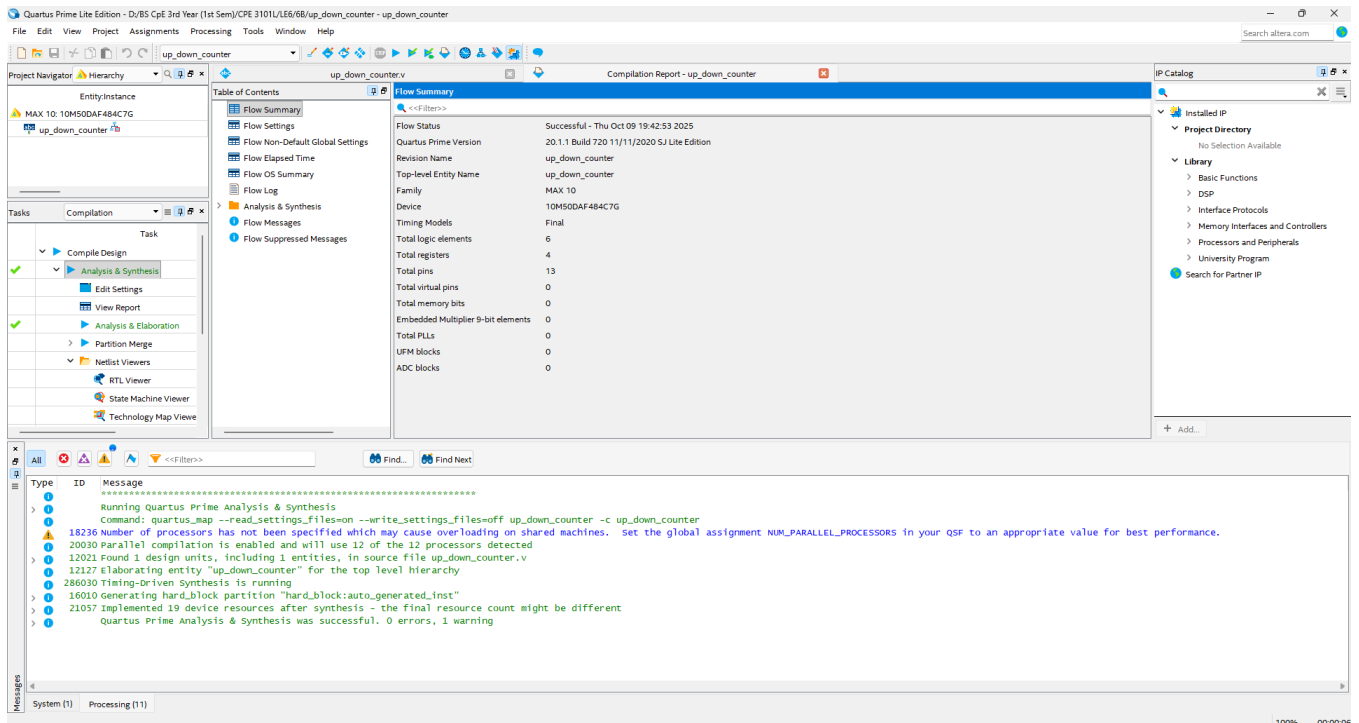 Quartus Prime Lite Edition - D:/BS CpE 3rd Year (1st Sem)/CPE 3101L/LE6/6B/up_down_counter - up_down_counter
File Edit View Project Assignments Processing Tools Window Help
Search altera.com
up_down_counter
Project Navigator Hierarchy
Entity:Instance
MAX 10: 10M50DAF484C7G
up_down_counter
Tasks Compilation
Task
Compile Design
Analysis & Synthesis
Edit Settings
View Report
Analysis & Elaboration
Partition Merge
Netlist Viewers
RTL Viewer
State Machine Viewer
Technology Map Viewe
up_down_counter.v
Compilation Report - up_down_counter
Table of Contents
Flow Summary
Flow Settings
Flow Non-Default Global Settings
Flow Elapsed Time
Flow OS Summary
Flow Log
Analysis & Synthesis
Flow Messages
Flow Suppressed Messages
Flow Summary
<<Filter>>
Flow Status Successful - Thu Oct 09 19:42:53 2025
Quartus Prime Version 20.1.1 Build 720 11/11/2020 SJ Lite Edition
Revision Name up_down_counter
Top-level Entity Name up_down_counter
Family MAX 10
Device 10M50DAF484C7G
Timing Models Final
Total logic elements 6
Total registers 4
Total pins 13
Total virtual pins 0
Total memory bits 0
Embedded Multiplier 9-bit elements 0
Total PLLs 0
UFM blocks 0
ADC blocks 0
IP Catalog
Installed IP
Project Directory
No Selection Available
Library
Basic Functions
DSP
Interface Protocols
Memory Interfaces and Controllers
Processors and Peripherals
University Program
Search for Partner IP
+ Add...
All <<Filter>> Find... Find Next
Type ID Message
*******************************************************************
Running Quartus Prime Analysis & Synthesis
Command: quartus_map --read_settings_files=on --write_settings_files=off up_down_counter -c up_down_counter
18236 Number of processors has not been specified which may cause overloading on shared machines. Set the global assignment NUM_PARALLEL_PROCESSORS in your QSF to an appropriate value for best performance.
20030 Parallel compilation is enabled and will use 12 of the 12 processors detected
12021 Found 1 design units, including 1 entities, in source file up_down_counter.v
12127 Elaborating entity "up_down_counter" for the top level hierarchy
286030 Timing-Driven Synthesis is running
16010 Generating hard_block partition "hard_block:auto_generated_inst"
21057 Implemented 19 device resources after synthesis - the final resource count might be different
Quartus Prime Analysis & Synthesis was successful. 0 errors, 1 warning
Messages
System (1) Processing (11)
100% 00:00:06